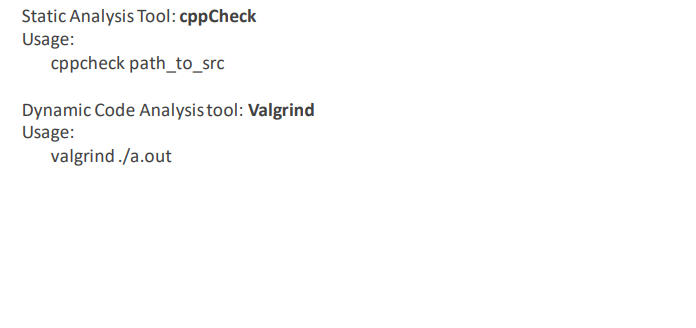 Static Analysis Tool: cppCheck
Usage:
cppcheck path_to_src
Dynamic Code Analysis tool: Valgrind
Usage:
valgrind ./a.out